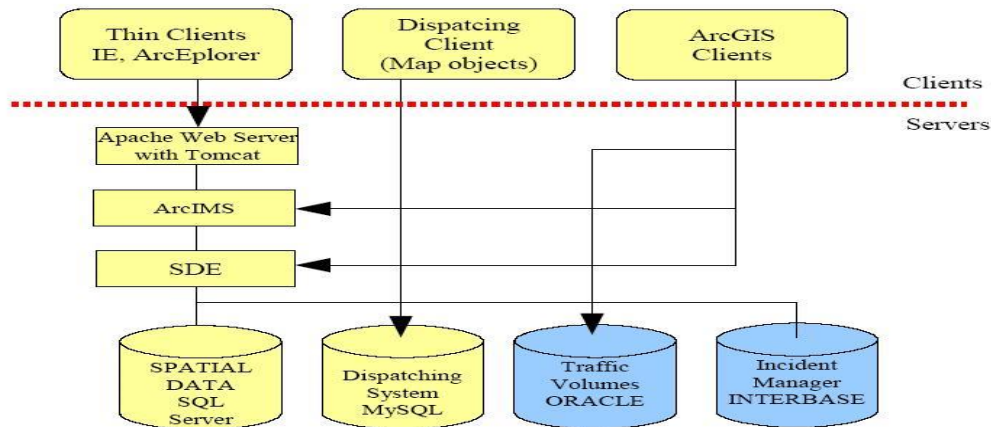 Thin Clients
IE, ArcEplorer
Dispatcing
Client
(Map objects)
ArcGIS
Clients
Clients
Servers
Apache Web Server
with Tomcat
ArcIMS
SDE
SPATIAL
DATA
SQL
Server
Dispatching
System
MySQL
Traffic
Volumes
ORACLE
Incident
Manager
INTERBASE